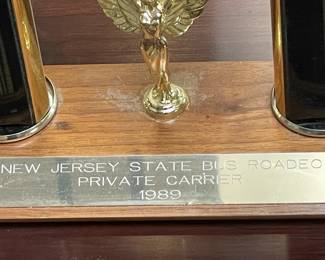 NEW JERSEY STATE BUS ROADEO
PRIVATE CARRIER
1989